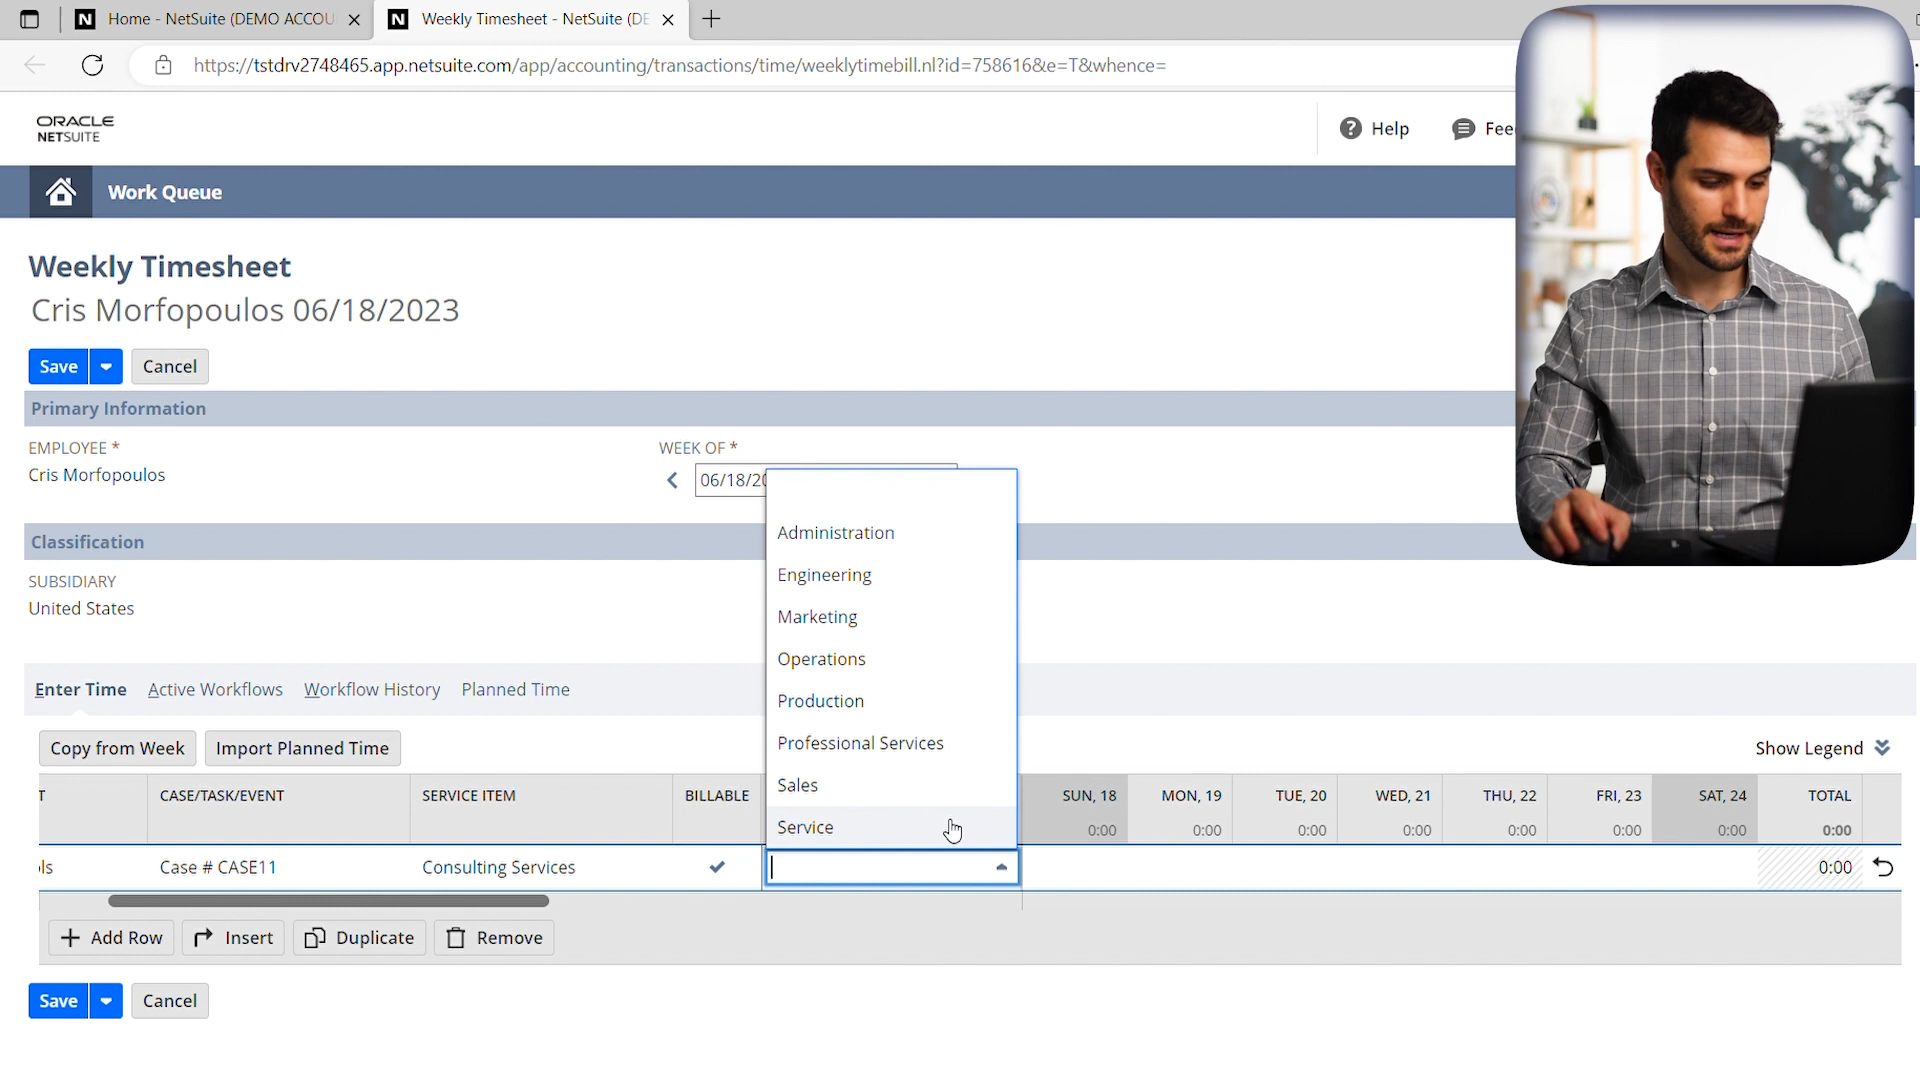 Home - NetSuite (DEMO ACCOU
Weekly Timesheet - NetSuite (DE
https://tstdrv2748465.app.netsuite.com/app/accounting/transactions/time/weeklytimebill.nl?id=758616&e=T&whence=
ORACLE
NETSUITE
Help
Fee
Work Queue
Weekly Timesheet
Cris Morfopoulos 06/18/2023
Save
Cancel
Primary Information
EMPLOYEE *
Cris Morfopoulos
WEEK OF *
06/18/20
Classification
SUBSIDIARY
United States
Administration
Engineering
Marketing
Operations
Production
Professional Services
Sales
Service
Enter Time Active Workflows Workflow History Planned Time
Copy from Week Import Planned Time
Show Legend
T CASE/TASK/EVENT SERVICE ITEM BILLABLE SUN, 18 MON, 19 TUE, 20 WED, 21 THU, 22 FRI, 23 SAT, 24 TOTAL
0:00 0:00 0:00 0:00 0:00 0:00 0:00 0:00
ols Case # CASE11 Consulting Services 0:00
Add Row Insert Duplicate Remove
Save Cancel